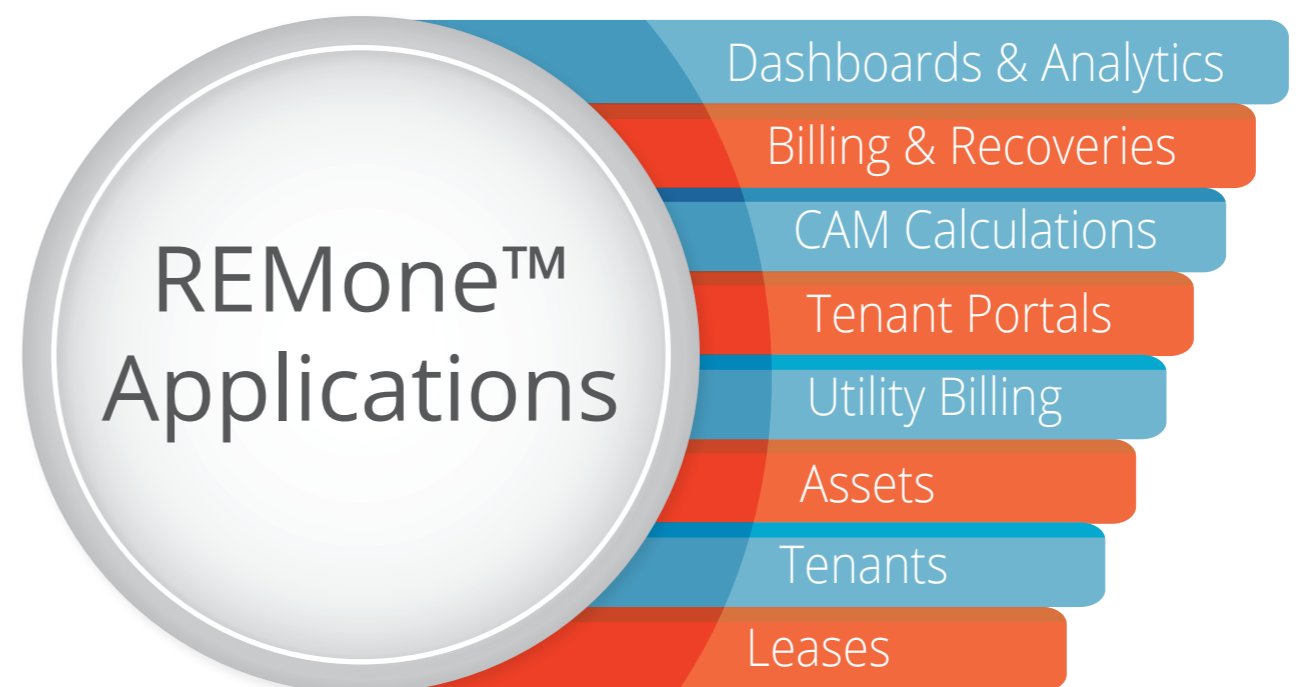 REMone™
Applications
Dashboards & Analytics
Billing & Recoveries
CAM Calculations
Tenant Portals
Utility Billing
Assets
Tenants
Leases